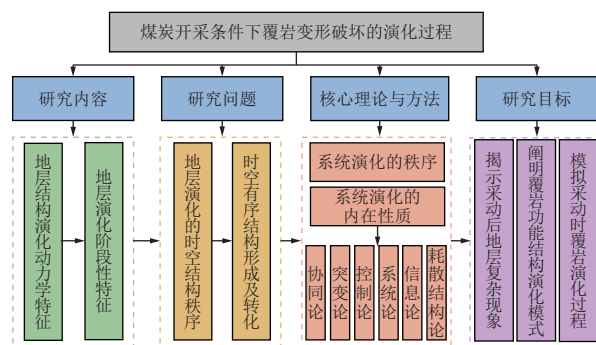 煤炭开采条件下覆岩变形破坏的演化过程
研究内容
研究问题
核心理论与方法
研究目标
地层结构演化动力学特征
地层演化阶段性特征
地层演化的时空结构秩序
时空有序结构形成及转化
系统演化的秩序
系统演化的
内在性质
协同论
突变论
控制论
系统论
信息论
耗散结构论
揭示采动后地层复杂现象
阐明覆岩功能结构演化模式
模拟采动时覆岩演化过程